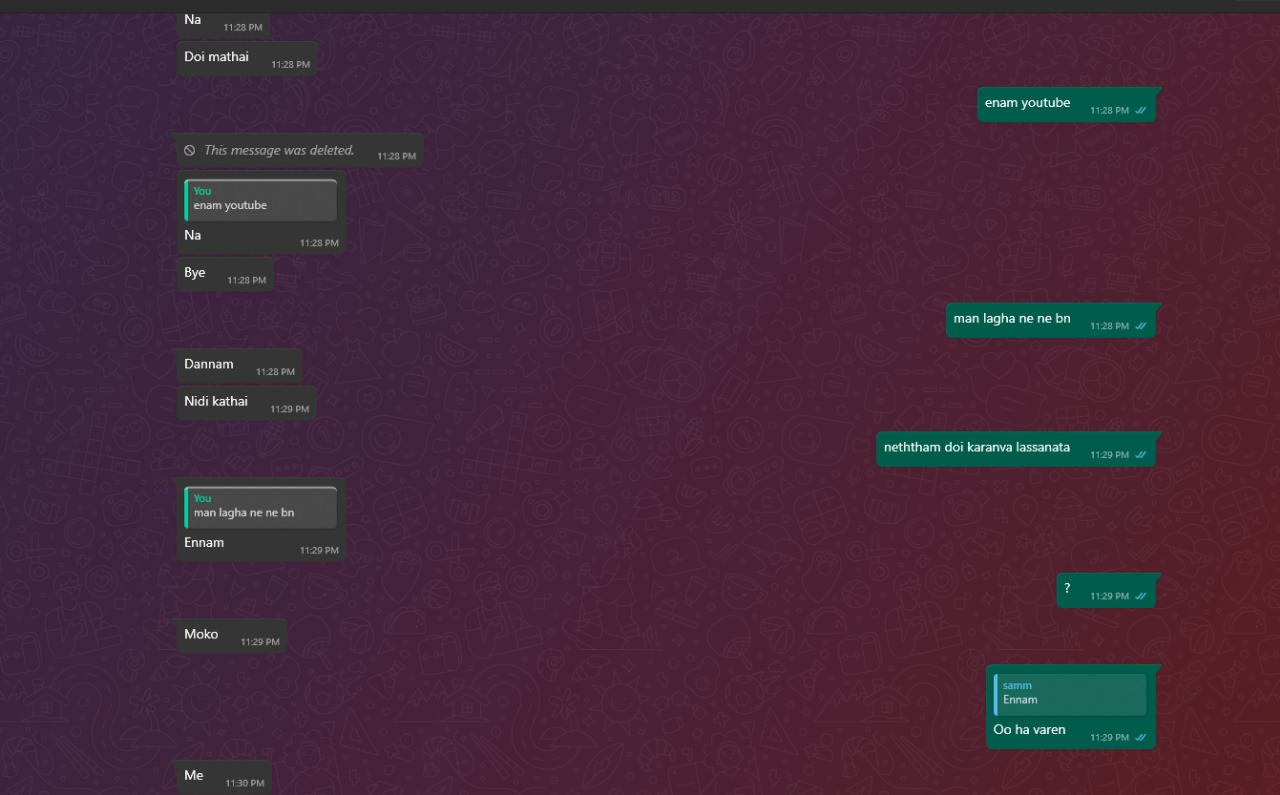 Na
11:28 PM
Doi mathai
11:28 PM
enam youtube
11:28 PM
This message was deleted.
11:28 PM
You
enam youtube
Na
11:28 PM
Bye
11:28 PM
man lagha ne ne bn
11:28 PM
Dannam
11:28 PM
Nidi kathai
11:29 PM
neththam doi karanva lassanata
11:29 PM
You
man lagha ne ne bn
Ennam
11:29 PM
?
11:29 PM
Moko
11:29 PM
samm
Ennam
Oo ha varen
11:29 PM
Me
11:30 PM